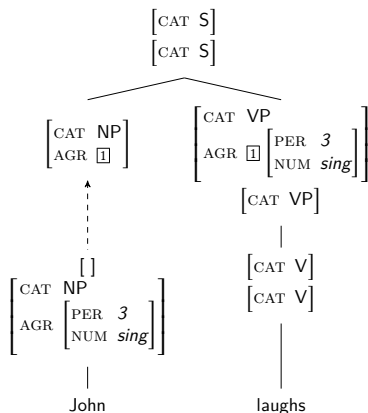 [CAT S]
[CAT S]
[CAT NP
AGR 1]
[CAT VP
AGR 1 [PER 3
NUM sing]]
[CAT VP]
[ ]
[CAT NP
AGR [PER 3
NUM sing]]
[CAT V]
[CAT V]
John laughs